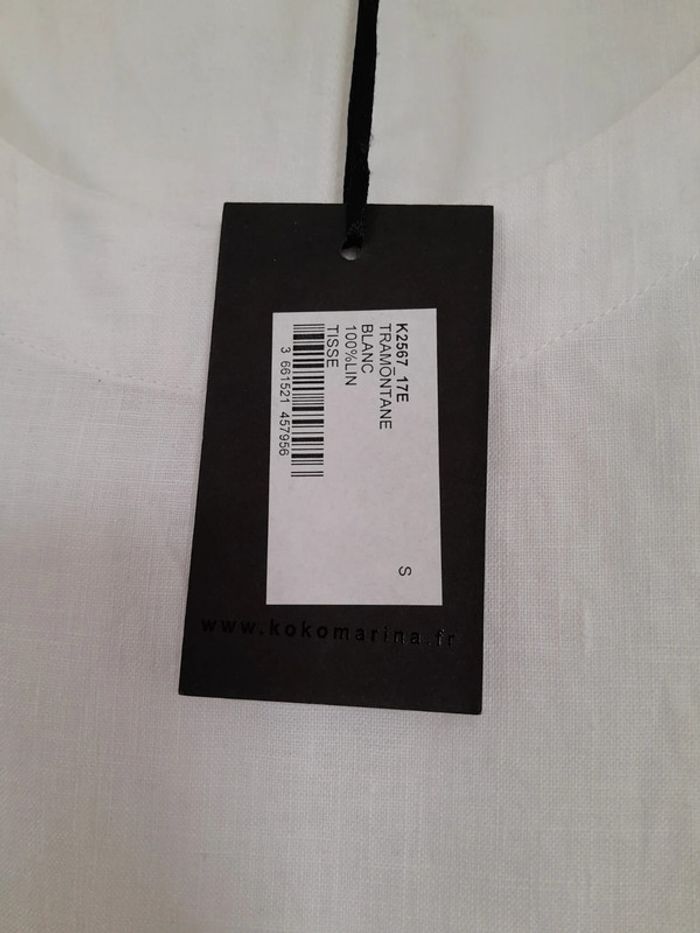 K2567_17E
TRAMONTANE
BLANC
100%LIN
TISSE
3 661521 457956
S
www.kokomarina.fr